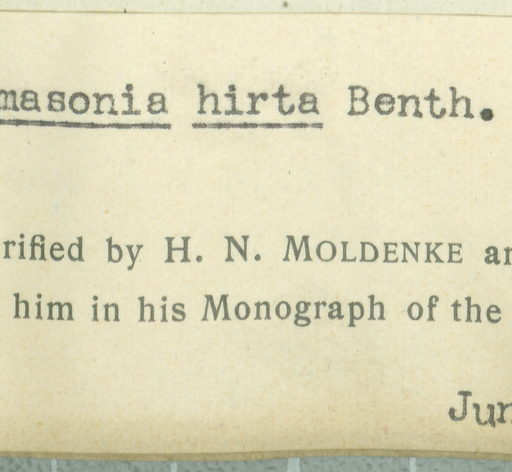 masonia hirta Benth.
rified by H. N. MOLDENKE an
him in his Monograph of the
Jun